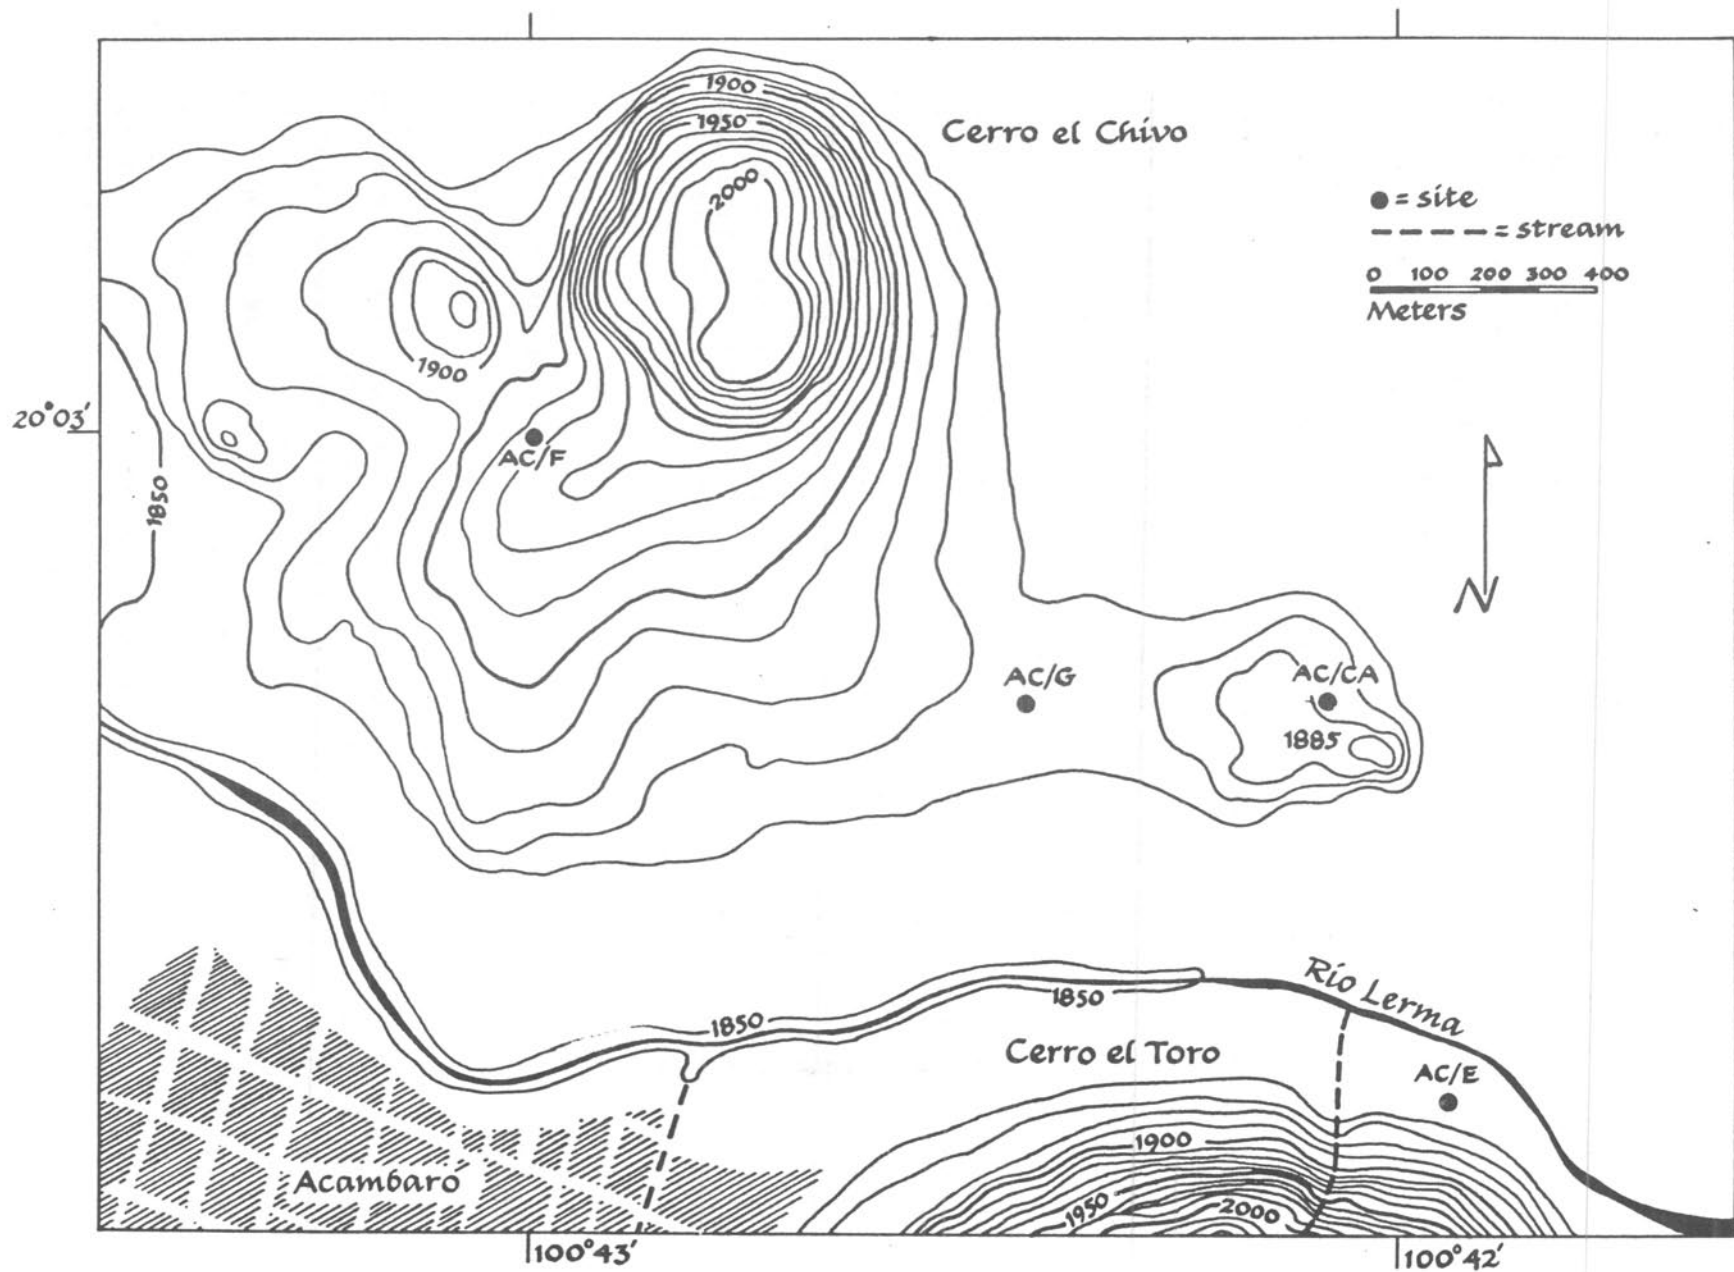 1900
1950
Cerro el Chivo
2000
● = site
----- = stream
0 100 200 300 400
Meters
1900
20°03'
AC/F
1850
N
AC/G
AC/CA
1885
Río Lerma
1850
1850
Cerro el Toro
AC/E
1900
Acambaró
1950
2000
100°43'
100°42'